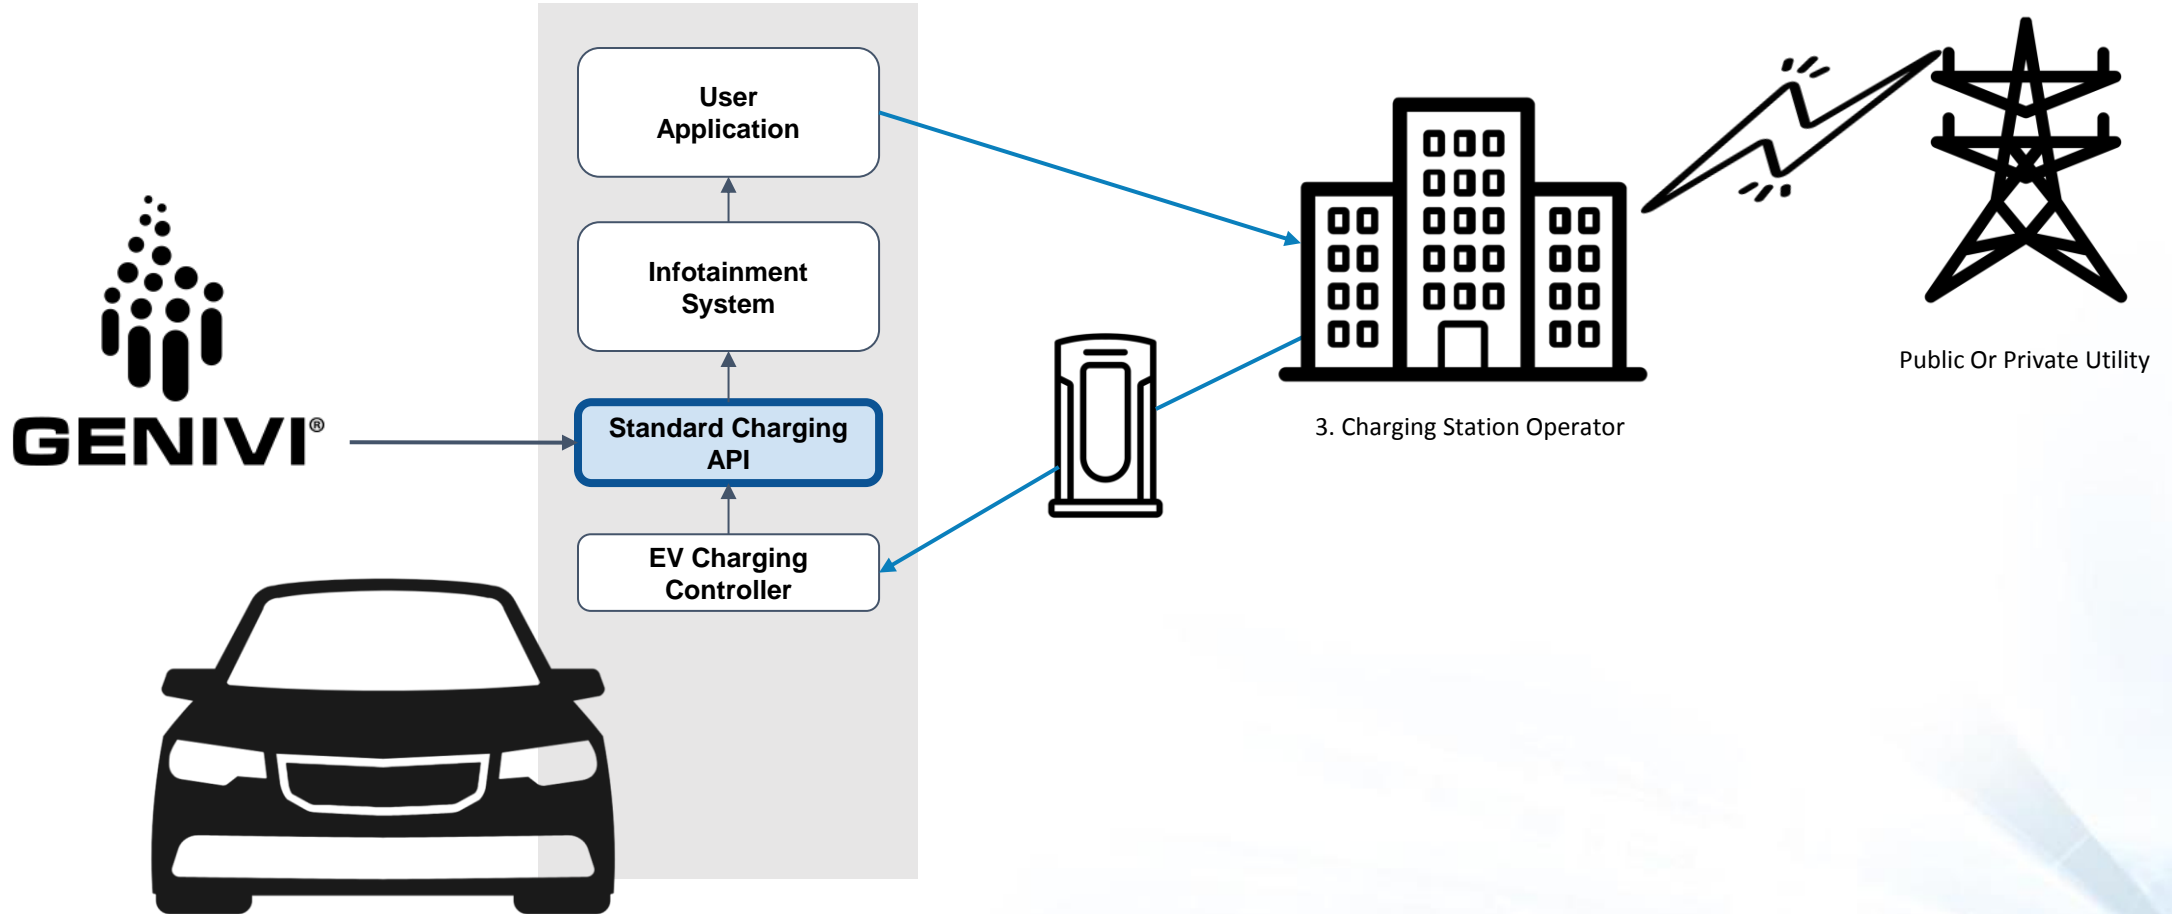 User
Application
Infotainment
System
GENIVI®
Standard Charging
API
EV Charging
Controller
3. Charging Station Operator
Public Or Private Utility